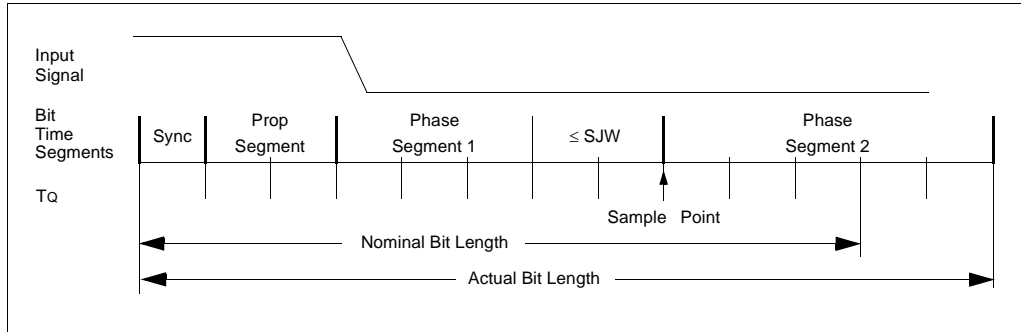 Input
Signal
Bit
Time
Segments
Sync
Prop
Segment
Phase
Segment 1
≤ SJW
Phase
Segment 2
TQ
Sample Point
Nominal Bit Length
Actual Bit Length